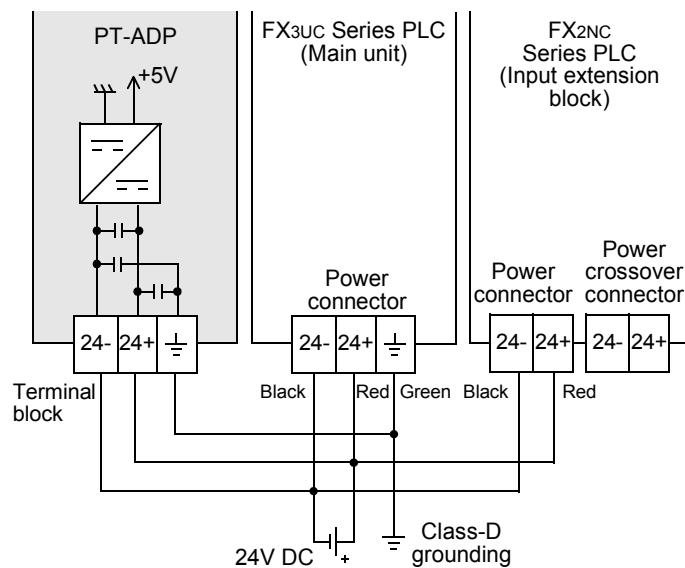 PT-ADP
+5V
24-
24+
Terminal
block
FX3UC Series PLC
(Main unit)
Power
connector
24-
24+
Black
Red
Green
FX2NC
Series PLC
(Input extension
block)
Power
connector
Power
crossover
connector
24-
24+
24-
24+
Black
Red
24V DC
+
Class-D
grounding